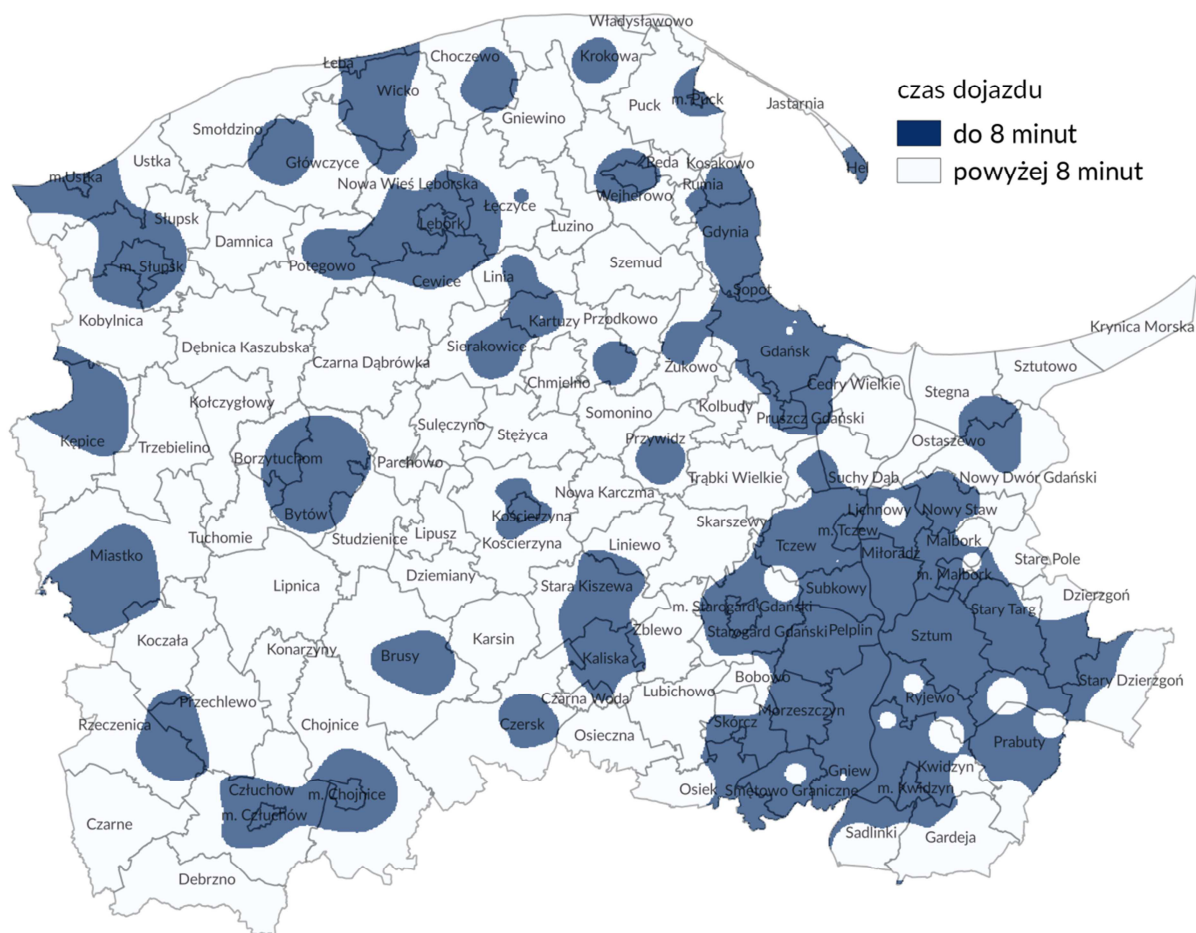 Władysławowo
Choczewo
Krokowa
Łeba
Wicko
czas dojazdu
do 8 minut
powyżej 8 minut
Puck
m. Puck
Jastarnia
Gniewino
Smołdzino
Ustka
Główczyce
Reda
Kosakowo
Hel
m.Ustka
Nowa Wieś Lęborska
Rumia
Wejherowo
Łęczyce
Słupsk
Lębork
Luzino
Gdynia
Damnica
m. Słupsk
Potęgowo
Szemud
Cewice
Linia
Sopot
Kobylnica
Kartuzy
Przodkowo
Krynica Morska
Dębnica Kaszubska
Sierakowice
Gdańsk
Czarna Dąbrówka
Żukowo
Sztutowo
Chmielno
Cedry Wielkie
Stegna
Kołczygłowy
Kolbudy
Somonino
Pruszcz Gdański
Sulęczyno
Stężyca
Kępice
Przywidz
Ostaszewo
Trzebielino
Borzytuchom
Parchowo
Trąbki Wielkie
Suchy Dąb
Nowy Dwór Gdański
Nowa Karczma
Lichnowy
Nowy Staw
Bytów
Kościerzyna
Skarszewy
m. Tczew
Lipusz
Tuchomie
Studzienice
Kościerzyna
Liniewo
Tczew
Malbork
Miastko
Miłoradz
Stare Pole
Dziemiany
m. Malbork
Lipnica
Stara Kiszewa
Subkowy
Dzierzgoń
m. Starogard Gdański
Stary Targ
Koczała
Karsin
Zblewo
Starogard Gdański
Pelplin
Sztum
Konarzyny
Brusy
Kaliska
Bobowo
Stary Dzierzgoń
Czarna Woda
Lubichowo
Ryjewo
Przechlewo
Morzeszczyn
Rzeczenica
Chojnice
Czersk
Skórcz
Osieczna
Prabuty
Gniew
Kwidzyn
Człuchów
m. Chojnice
Osiek
Smętowo Graniczne
m. Kwidzyn
m. Człuchów
Czarne
Sadlinki
Gardeja
Debrzno